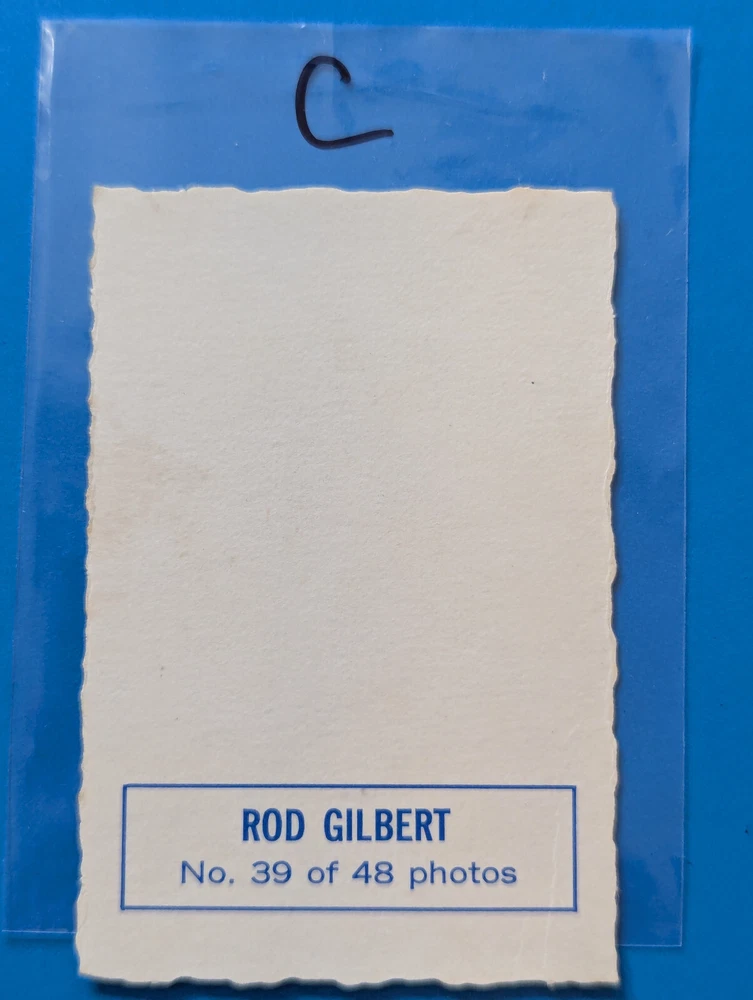 C
ROD GILBERT
No. 39 of 48 photos